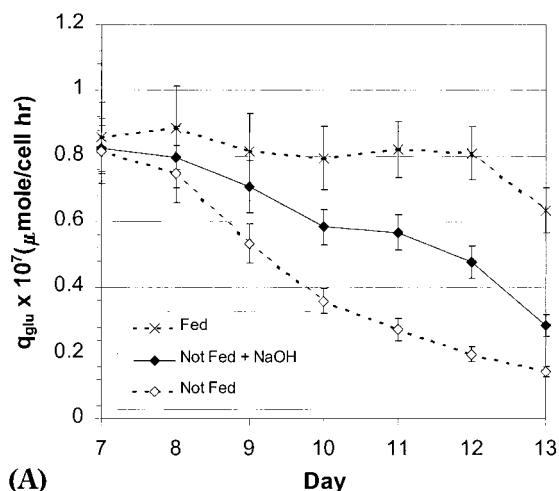 1.2
1
0.8
0.6
0.4
0.2
0
q_glu x 10^7 (μmole/cell hr)
Fed
Not Fed + NaOH
Not Fed
7 8 9 10 11 12 13
(A) Day